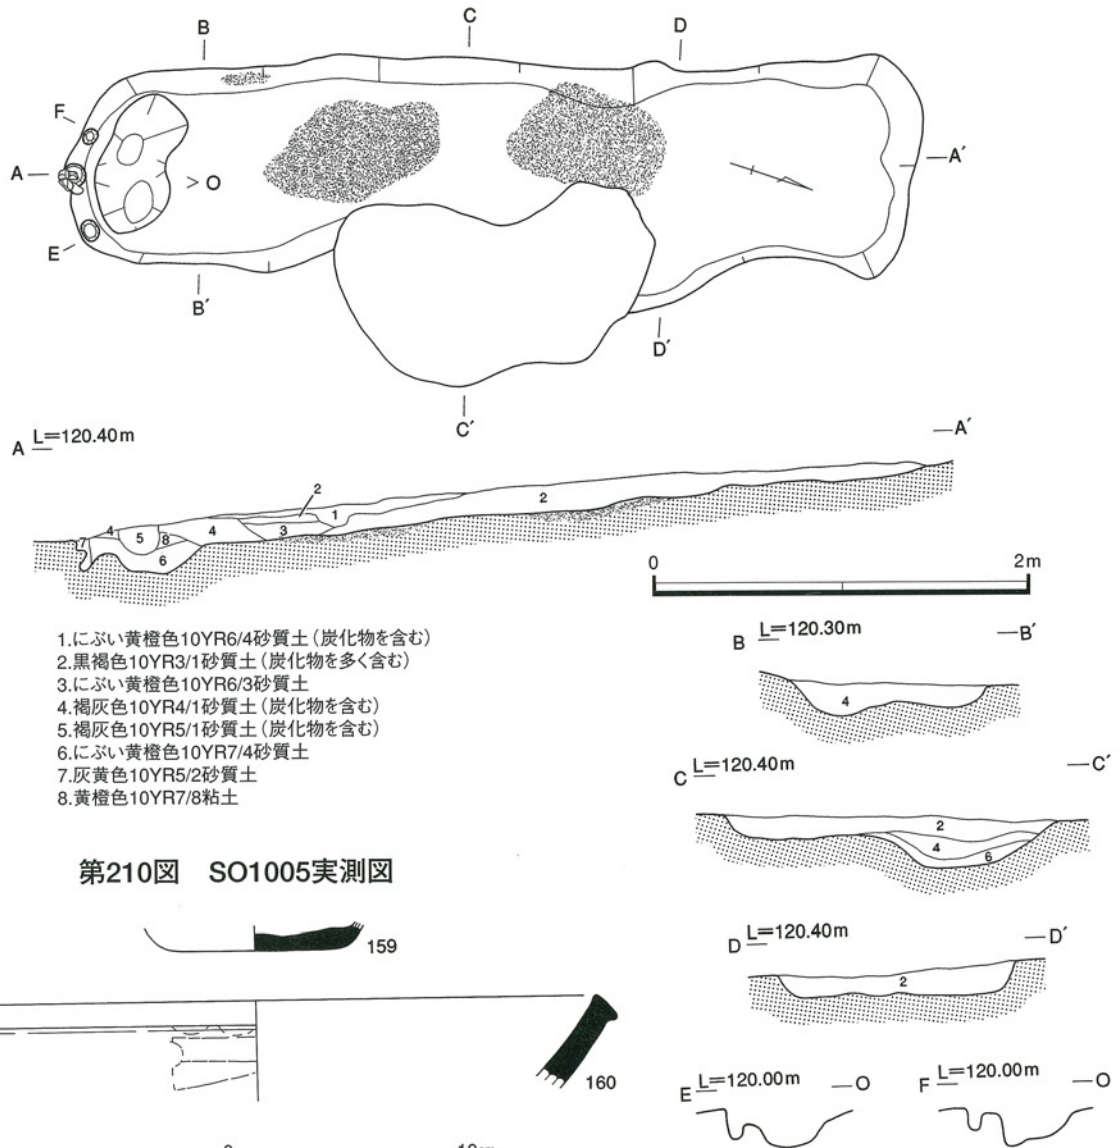 B
C
D
F
A
A′
O
E
B′
D′
C′
A L=120.40m
A′
2
2
1
4
5
8
4
3
7
6
0
2m
1.にぶい黄橙色10YR6/4砂質土(炭化物を含む)
2.黒褐色10YR3/1砂質土(炭化物を多く含む)
3.にぶい黄橙色10YR6/3砂質土
4.褐灰色10YR4/1砂質土(炭化物を含む)
5.褐灰色10YR5/1砂質土(炭化物を含む)
6.にぶい黄橙色10YR7/4砂質土
7.灰黄色10YR5/2砂質土
8.黄橙色10YR7/8粘土
B L=120.30m B′
4
C L=120.40m C′
2
4
6
第210図 SO1005実測図
D L=120.40m D′
2
159
160
E L=120.00m O
F L=120.00m O